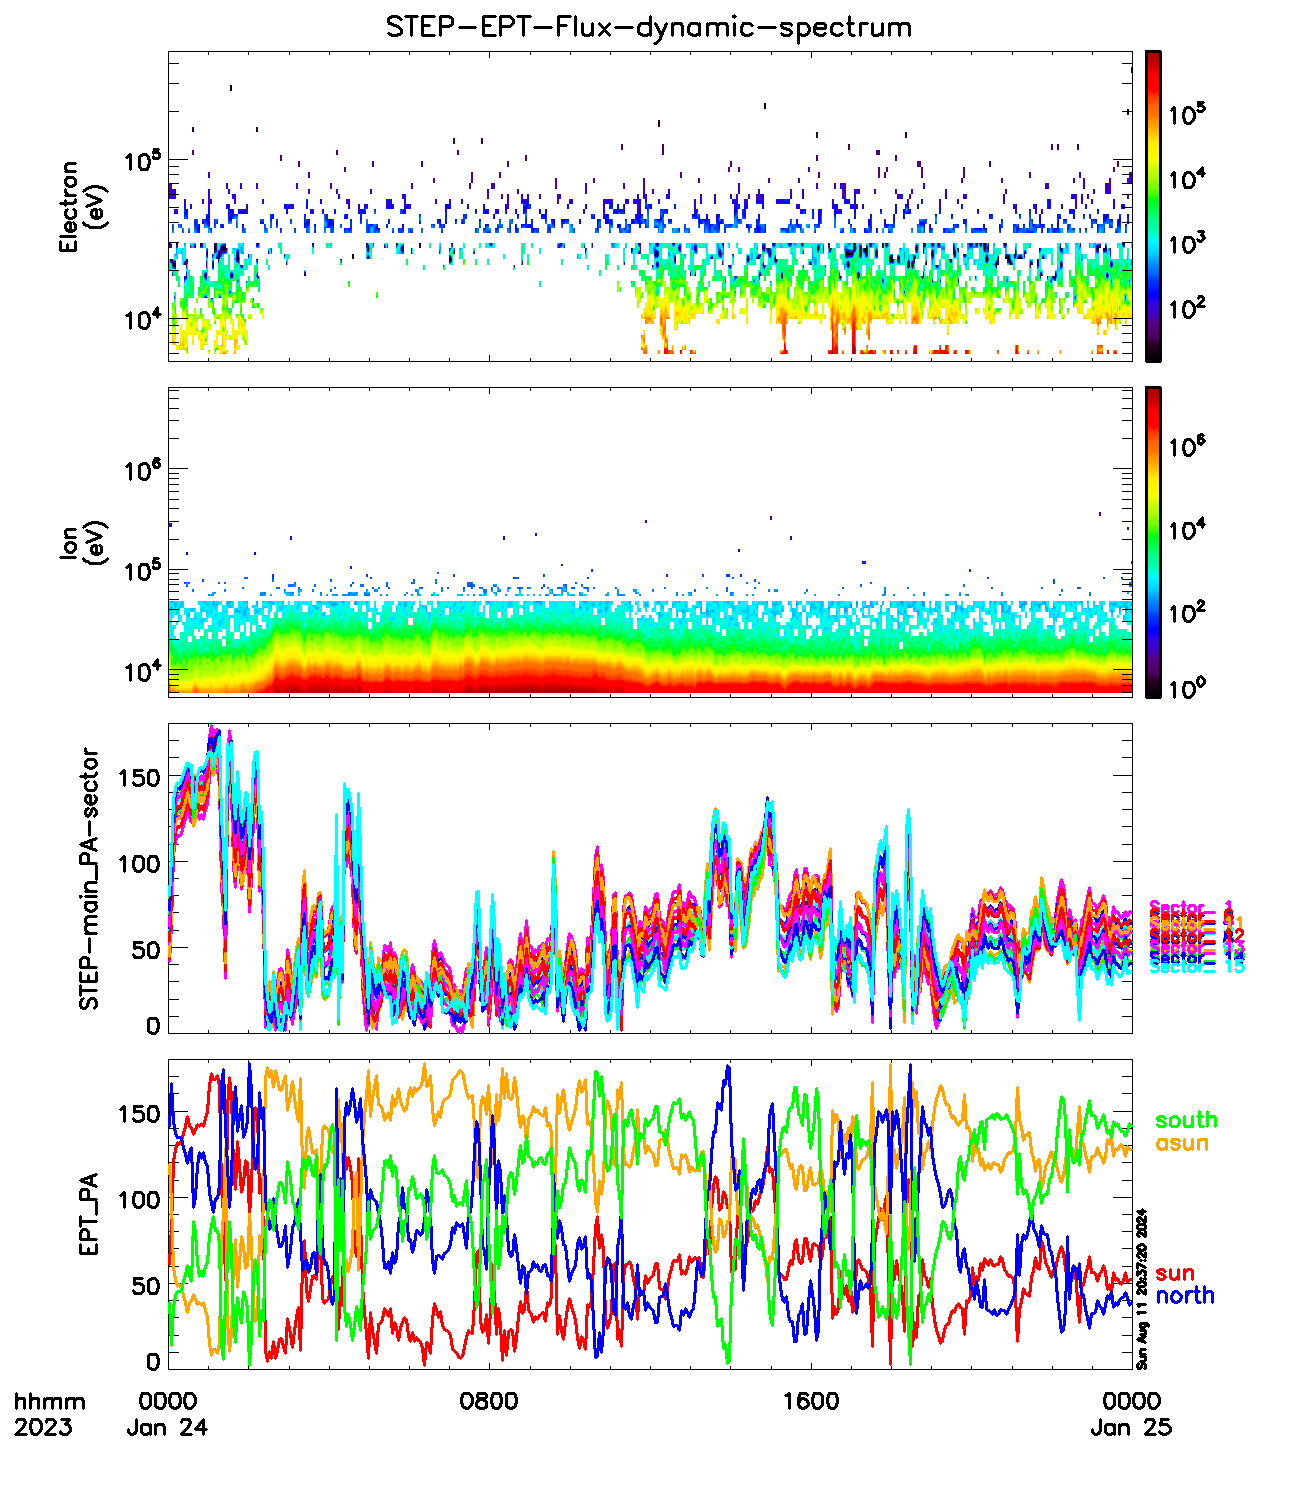 STEP-EPT-Flux-dynamic-spectrum
Electron
(eV)
10^5
10^4
10^5
10^4
10^3
10^2
Ion
(eV)
10^6
10^5
10^4
10^6
10^4
10^2
10^0
STEP-main_PA-sector
150
100
50
0
Sector- 1
Sector- 15
EPT_PA
150
100
50
0
south
asun
sun
north
Sun Aug 11 20:37:20 2024
hhmm
2023
0000
Jan 24
0800
1600
0000
Jan 25